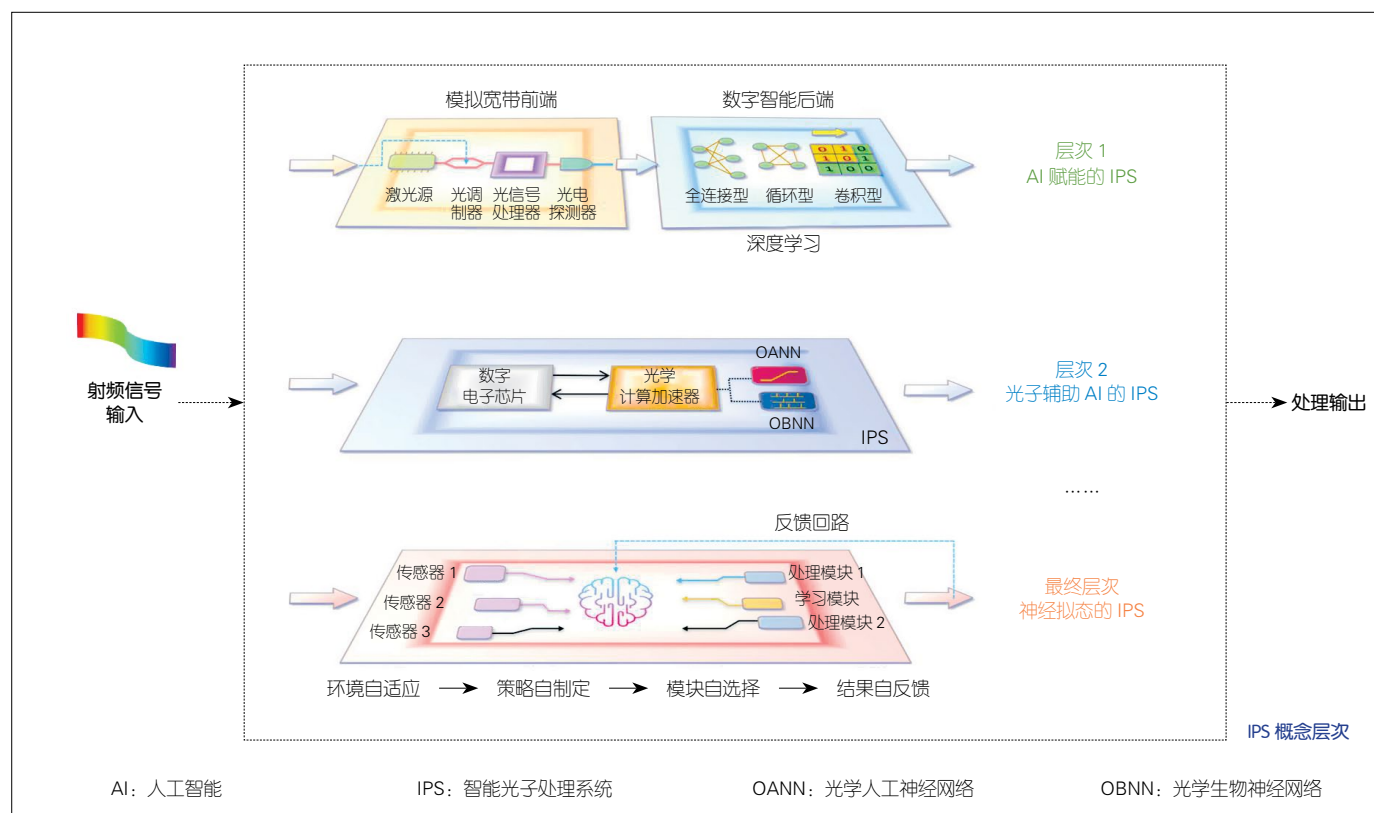 模拟宽带前端
数字智能后端
激光源
光调
制器
光信号
处理器
光电
探测器
全连接型
循环型
0 1 0
1 0 1
1 0 0
卷积型
深度学习
层次 1
AI 赋能的 IPS
射频信号
输入
数字
电子芯片
光学
计算加速器
OANN
OBNN
IPS
层次 2
光子辅助 AI 的 IPS
处理输出
……
反馈回路
传感器 1
传感器 2
传感器 3
处理模块 1
学习模块
处理模块 2
最终层次
神经拟态的 IPS
环境自适应
策略自制定
模块自选择
结果自反馈
IPS 概念层次
AI：人工智能
IPS：智能光子处理系统
OANN：光学人工神经网络
OBNN：光学生物神经网络